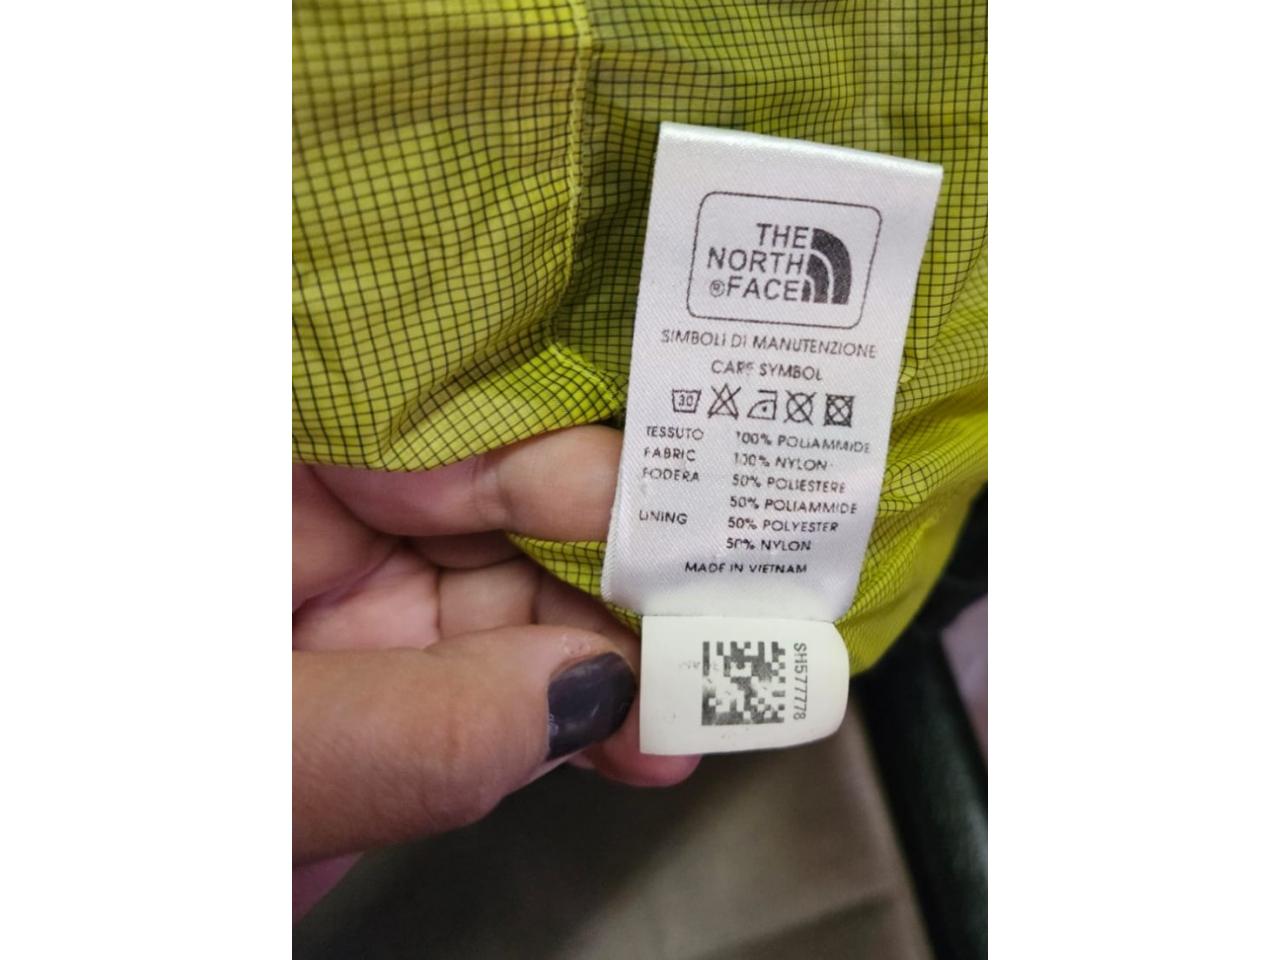 THE
NORTH
®FACE
SIMBOLI DI MANUTENZIONE
CARE SYMBOL
30
TESSUTO 100% POLIAMMIDE
FABRIC 100% NYLON
FODERA 50% POLIESTERE
50% POLIAMMIDE
LINING 50% POLYESTER
50% NYLON
MADE IN VIETNAM
SH577778